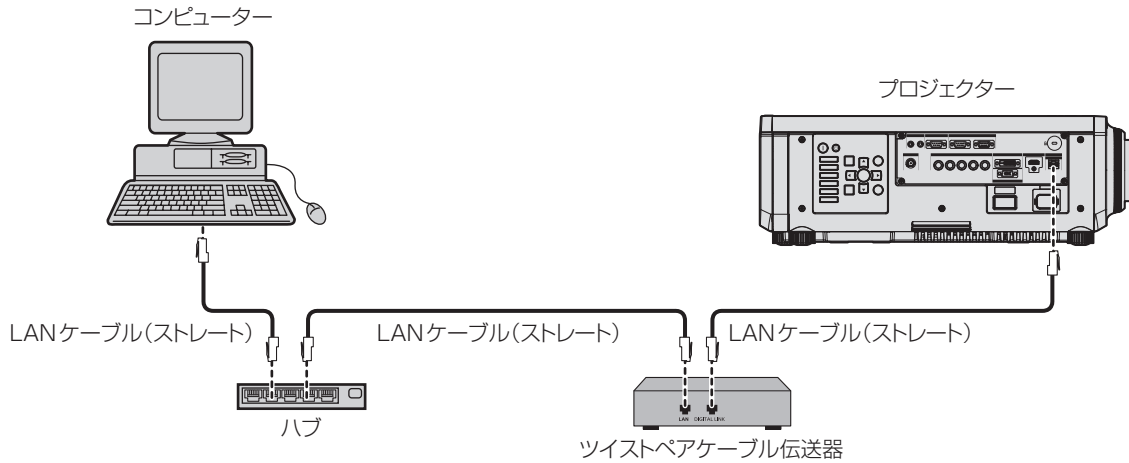 コンピューター
プロジェクター
LANケーブル(ストレート)
LANケーブル(ストレート)
LANケーブル(ストレート)
LAN DIGITAL LINK
ハブ
ツイストペアケーブル伝送器